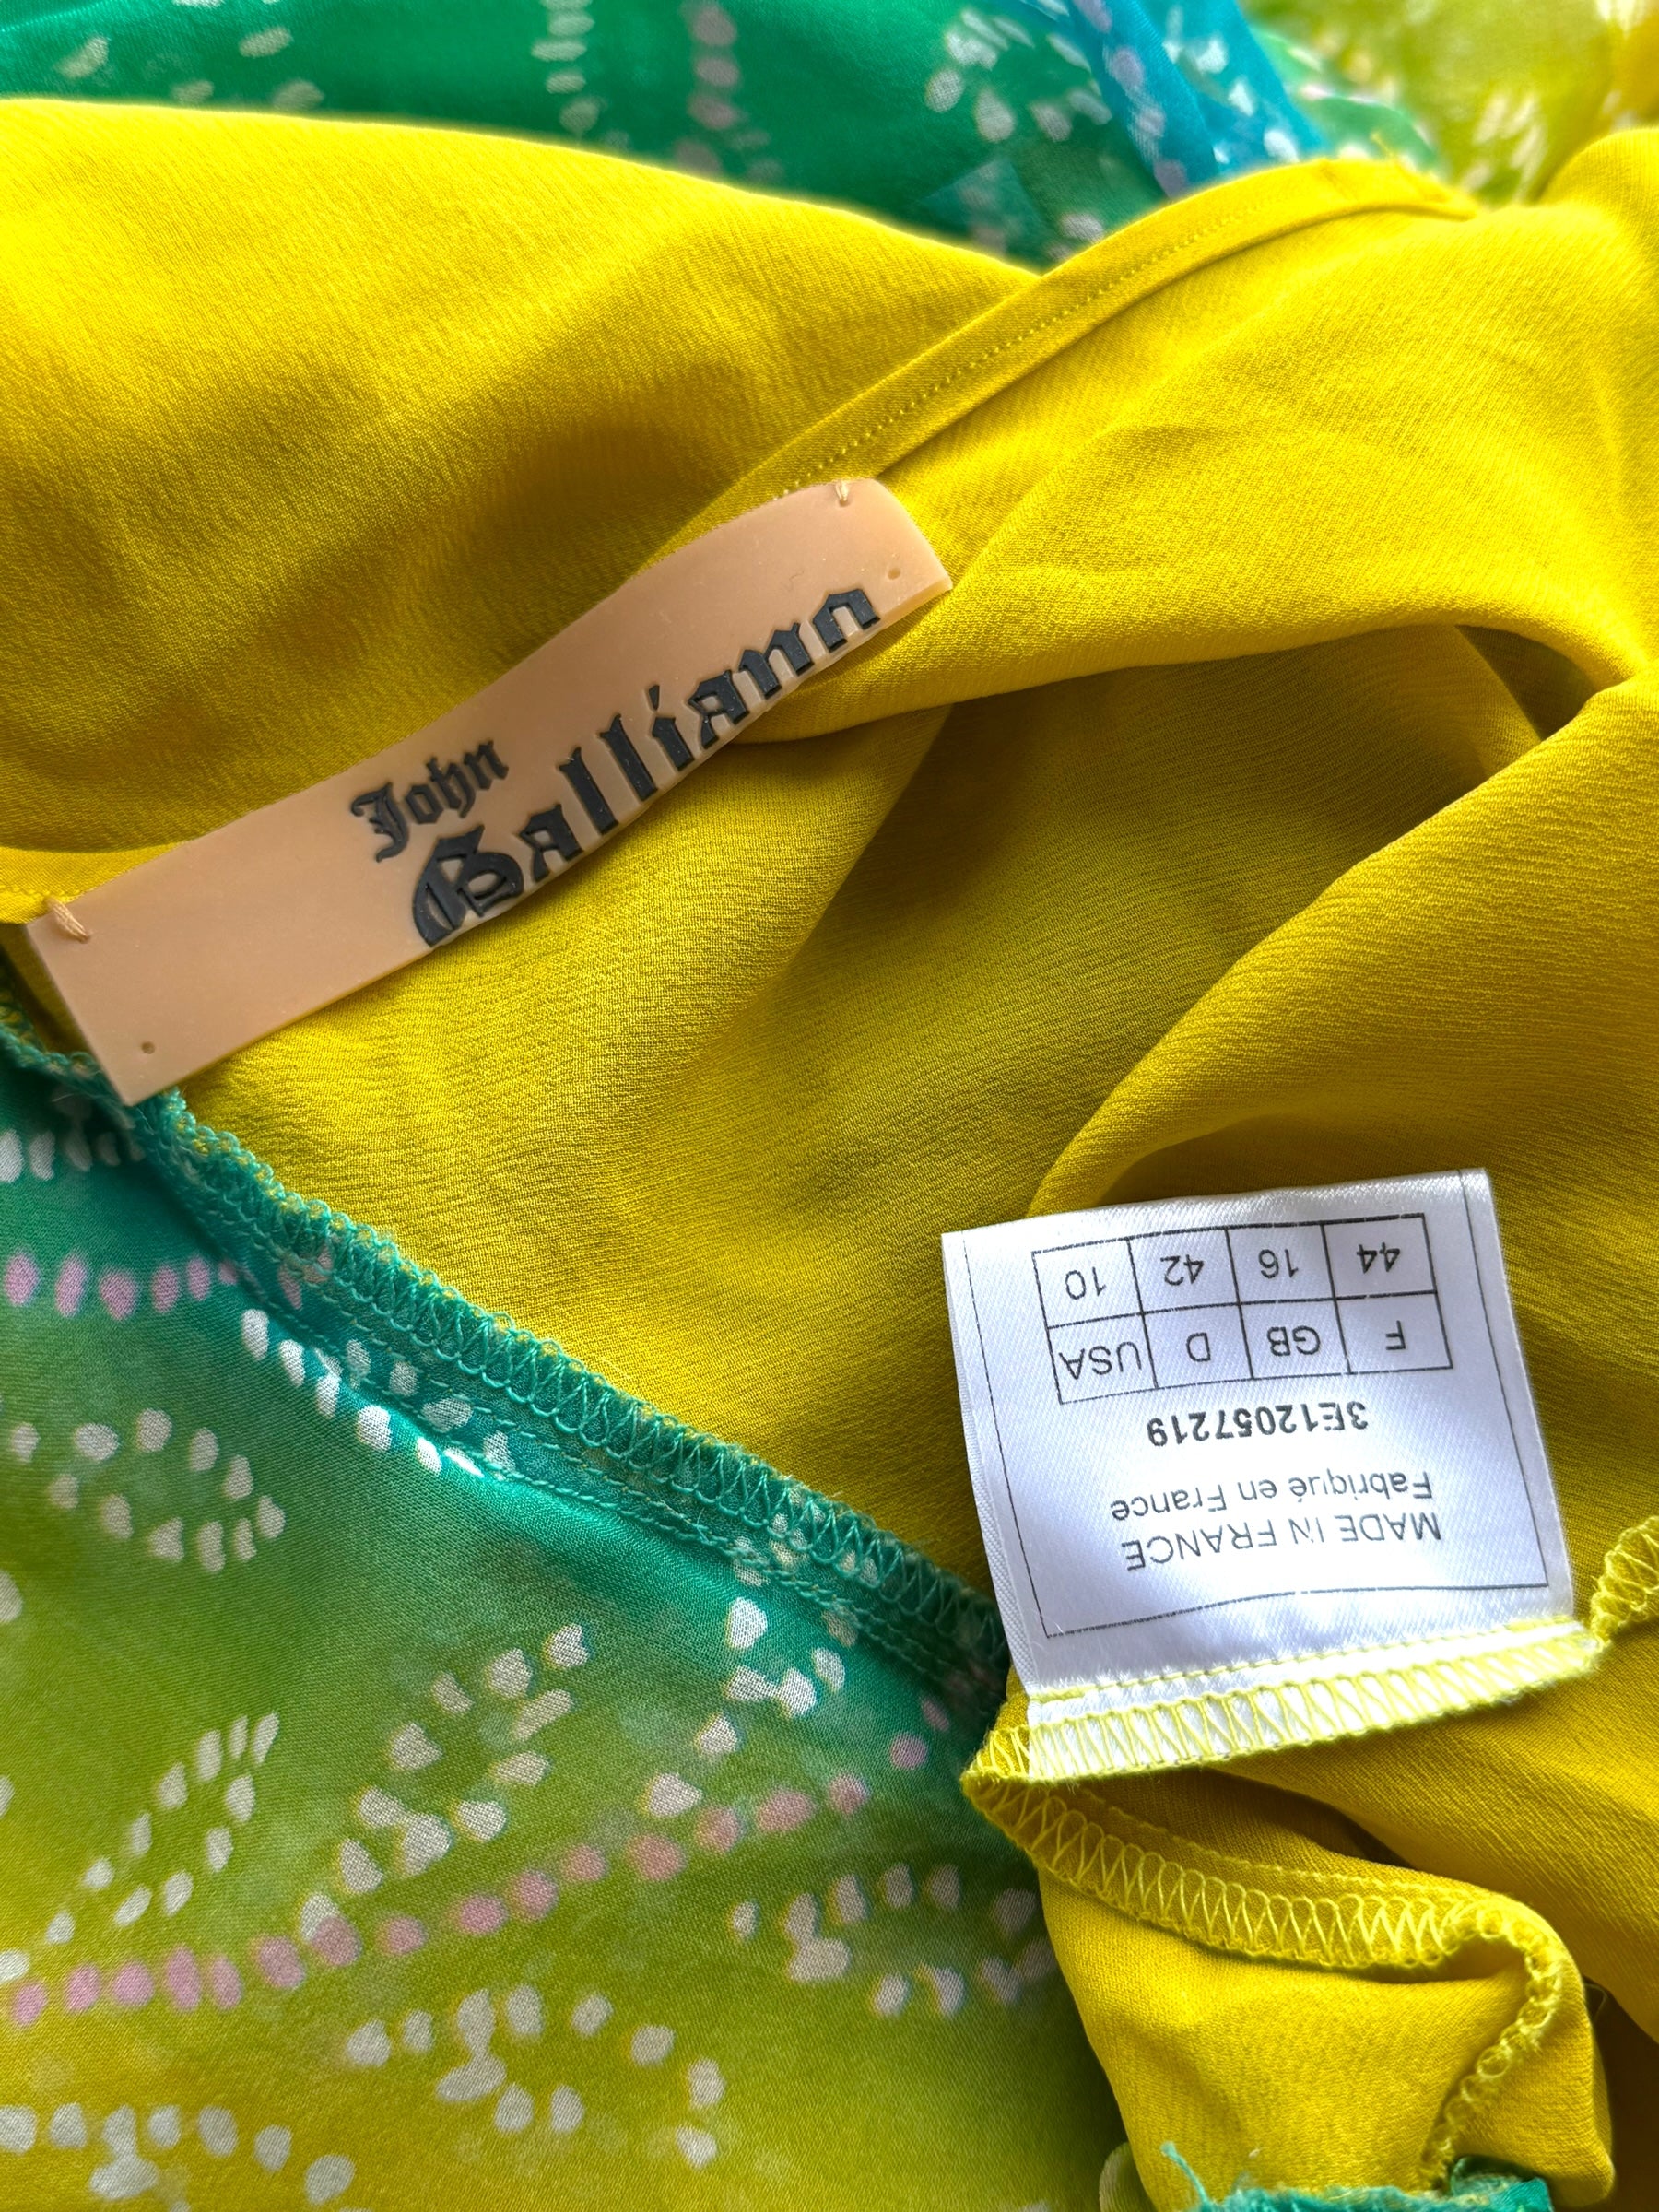 John
Galliano
MADE IN FRANCE
Fabriqué en France
3E12057219
F GB D USA
44 16 42 10